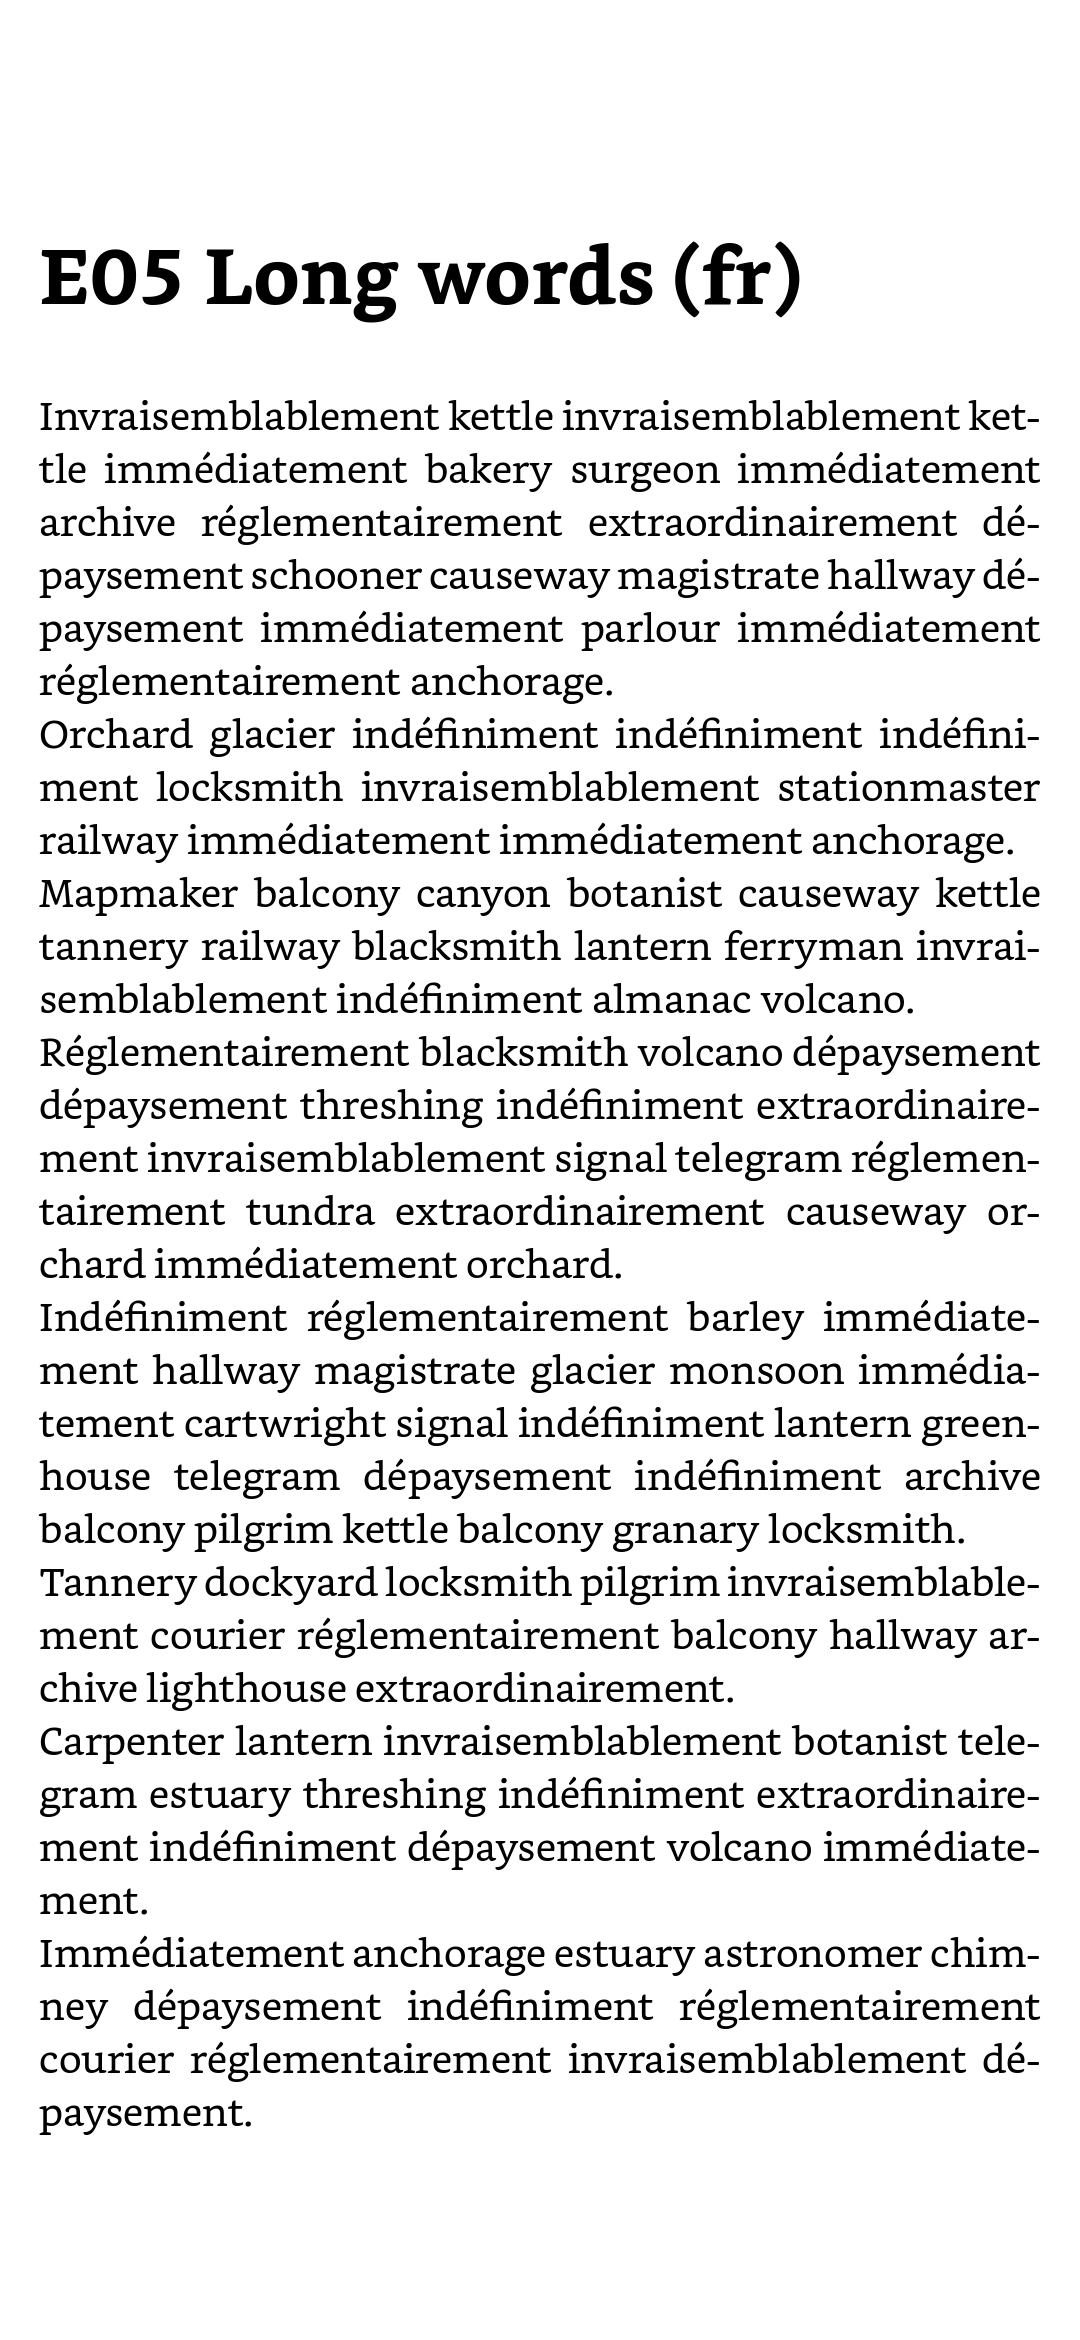 E05 Long words (fr)
Invraisemblablement kettle invraisemblablement ket-
tle immédiatement bakery surgeon immédiatement
archive réglementairement extraordinairement dé-
paysement schooner causeway magistrate hallway dé-
paysement immédiatement parlour immédiatement
réglementairement anchorage.
Orchard glacier indéfiniment indéfiniment indéfini-
ment locksmith invraisemblablement stationmaster
railway immédiatement immédiatement anchorage.
Mapmaker balcony canyon botanist causeway kettle
tannery railway blacksmith lantern ferryman invrai-
semblablement indéfiniment almanac volcano.
Réglementairement blacksmith volcano dépaysement
dépaysement threshing indéfiniment extraordinaire-
ment invraisemblablement signal telegram réglemen-
tairement tundra extraordinairement causeway or-
chard immédiatement orchard.
Indéfiniment réglementairement barley immédiate-
ment hallway magistrate glacier monsoon immédia-
tement cartwright signal indéfiniment lantern green-
house telegram dépaysement indéfiniment archive
balcony pilgrim kettle balcony granary locksmith.
Tannery dockyard locksmith pilgrim invraisemblable-
ment courier réglementairement balcony hallway ar-
chive lighthouse extraordinairement.
Carpenter lantern invraisemblablement botanist tele-
gram estuary threshing indéfiniment extraordinaire-
ment indéfiniment dépaysement volcano immédiate-
ment.
Immédiatement anchorage estuary astronomer chim-
ney dépaysement indéfiniment réglementairement
courier réglementairement invraisemblablement dé-
paysement.